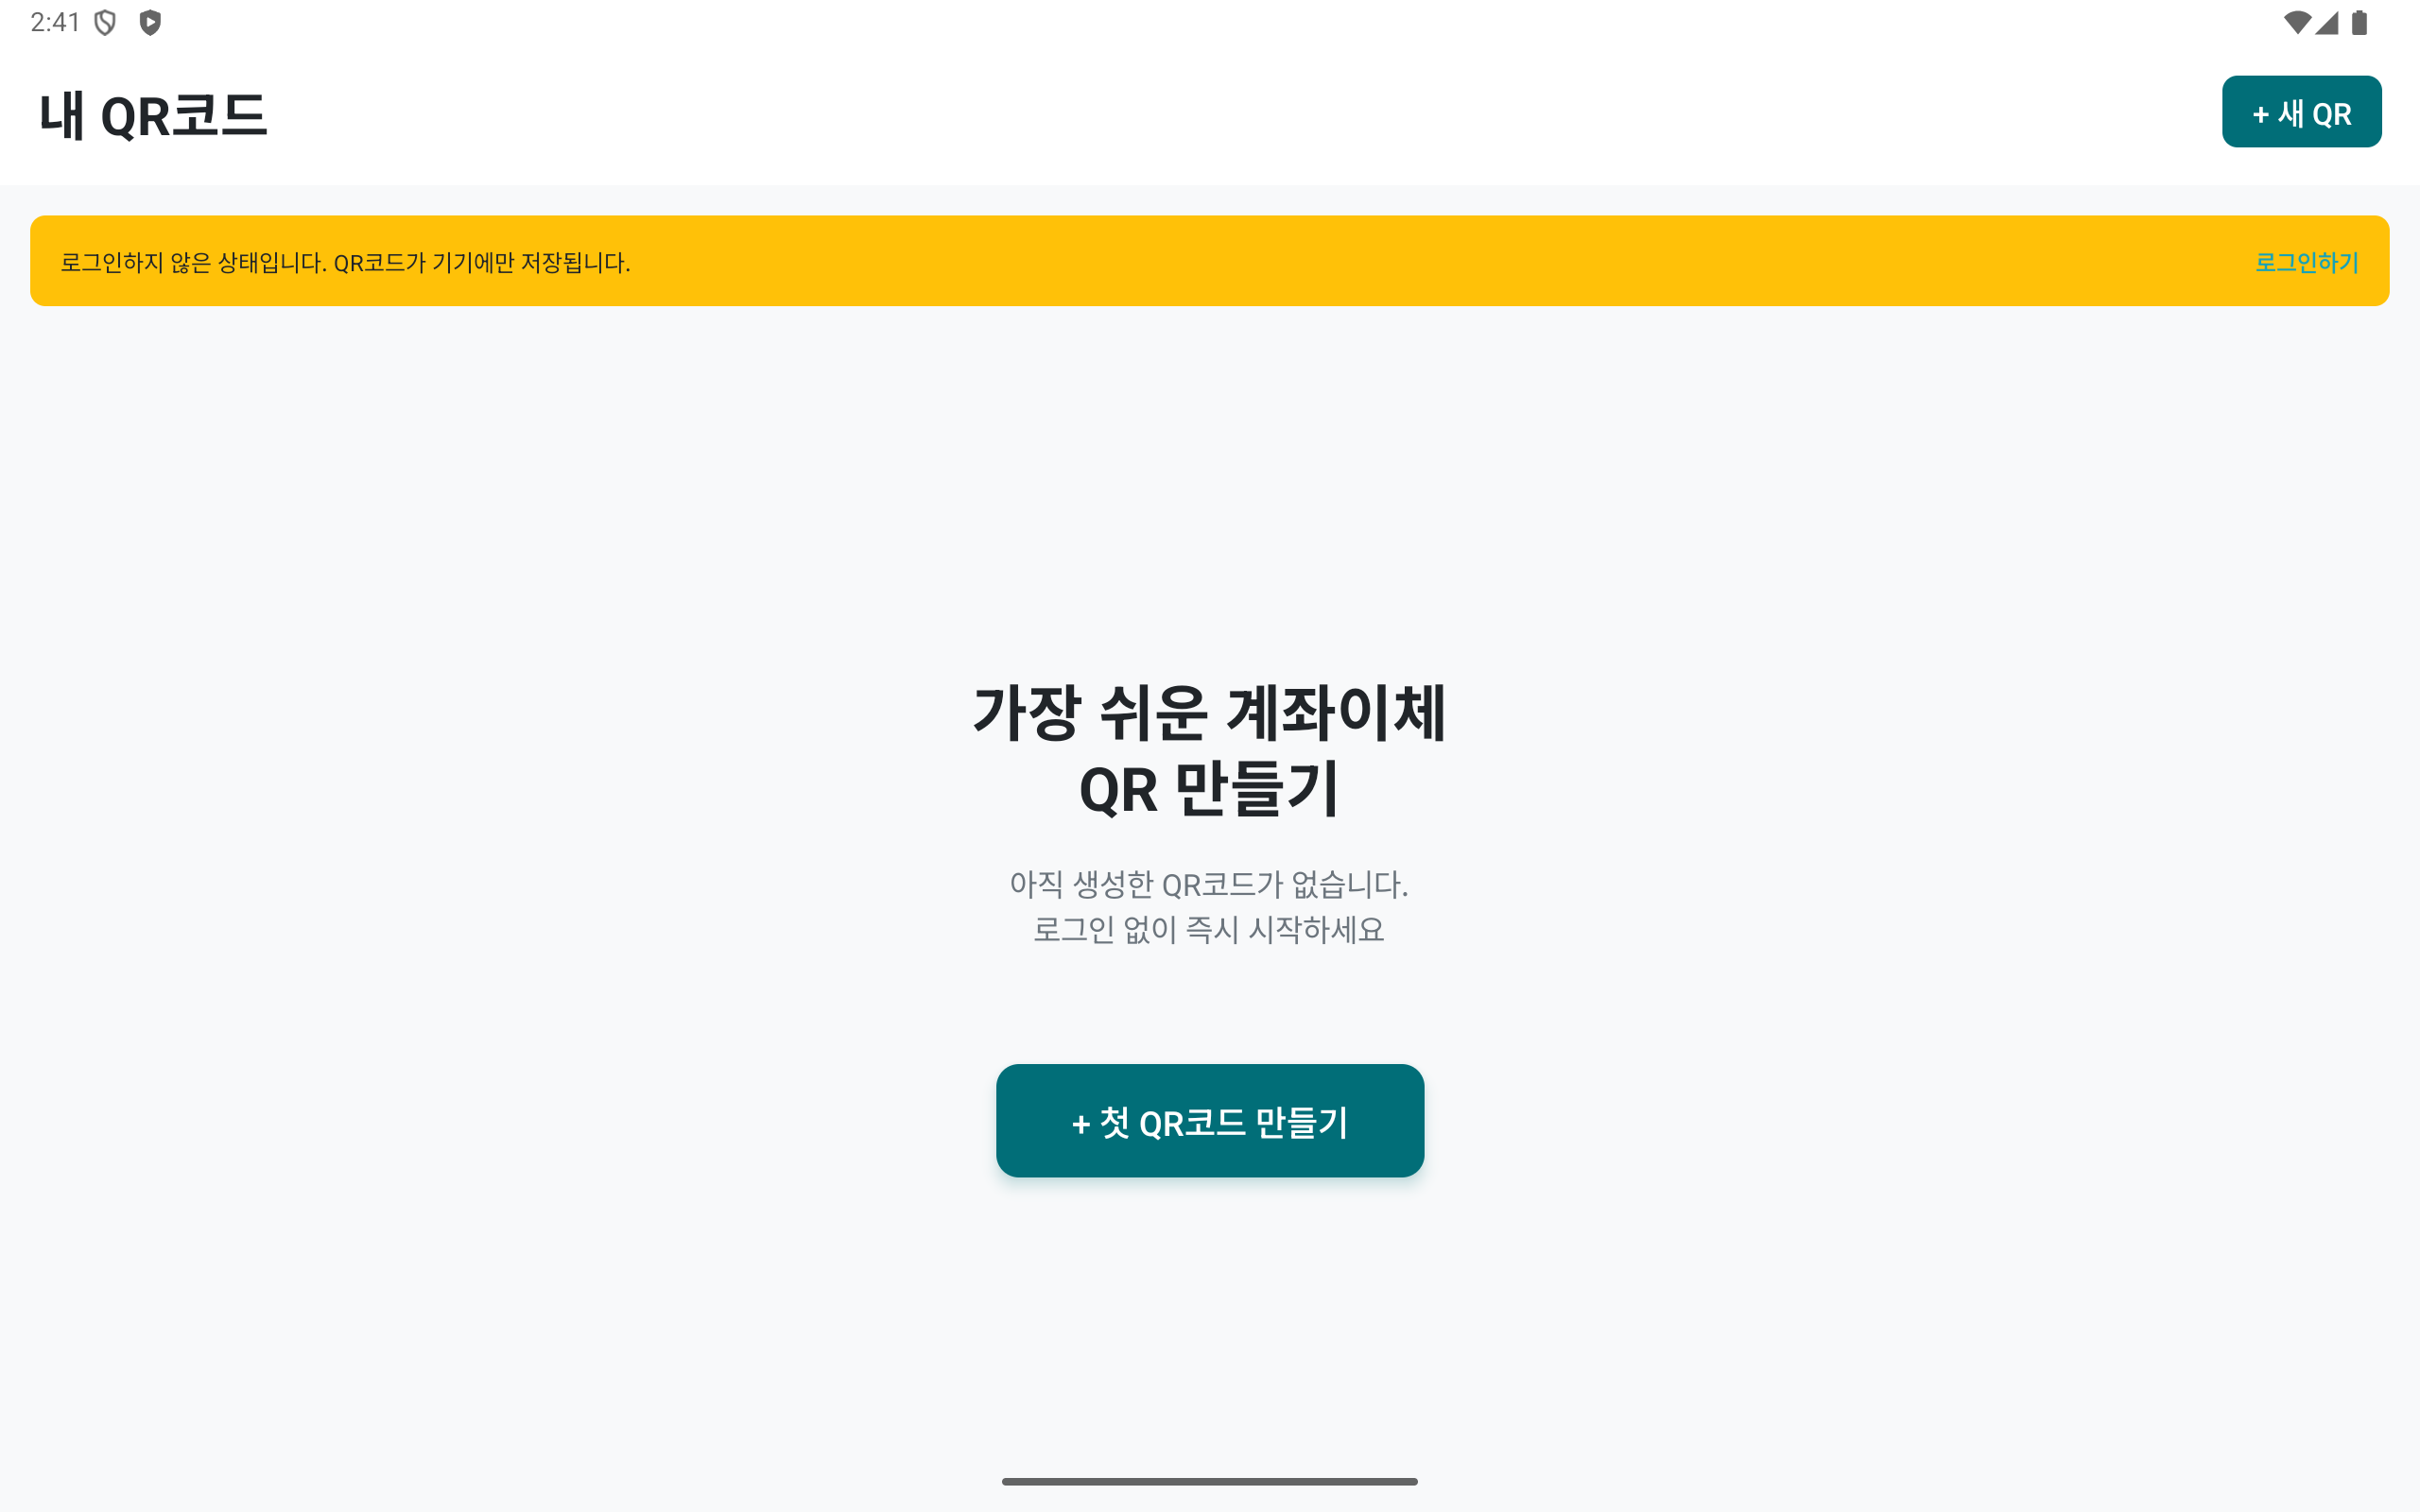 2:41
내 QR코드
+ 새 QR
로그인하지 않은 상태입니다. QR코드가 기기에만 저장됩니다.
로그인하기
가장 쉬운 계좌이체
QR 만들기
아직 생성한 QR코드가 없습니다.
로그인 없이 즉시 시작하세요
+ 첫 QR코드 만들기